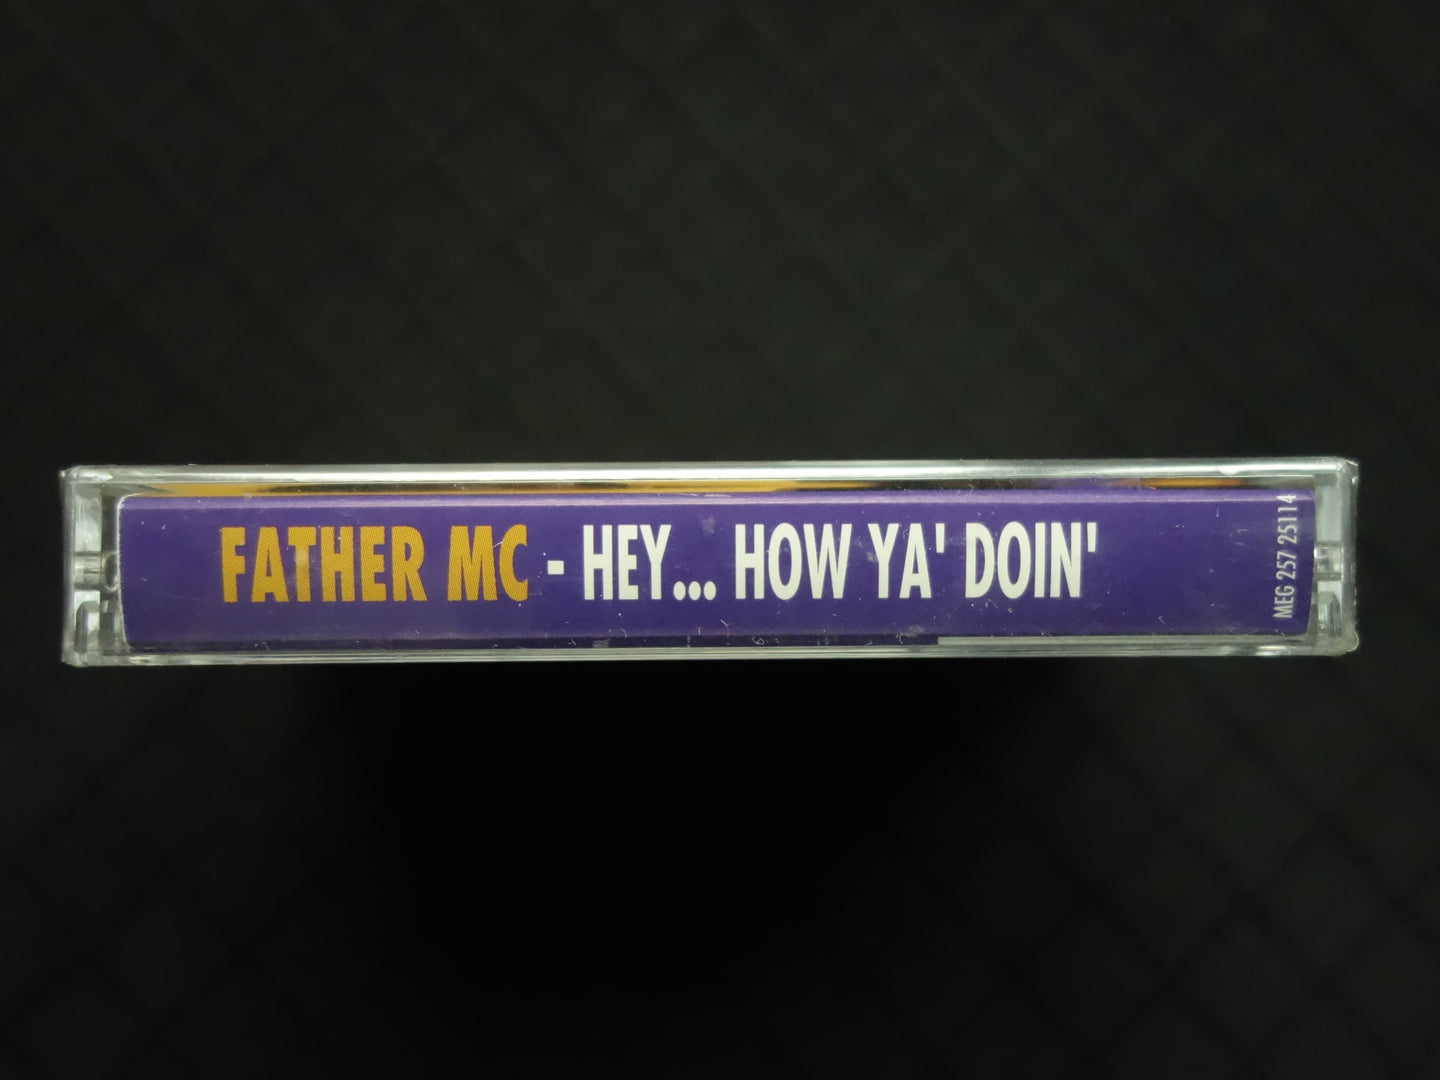 FATHER MC - HEY... HOW YA' DOIN'
MEG 257 25114